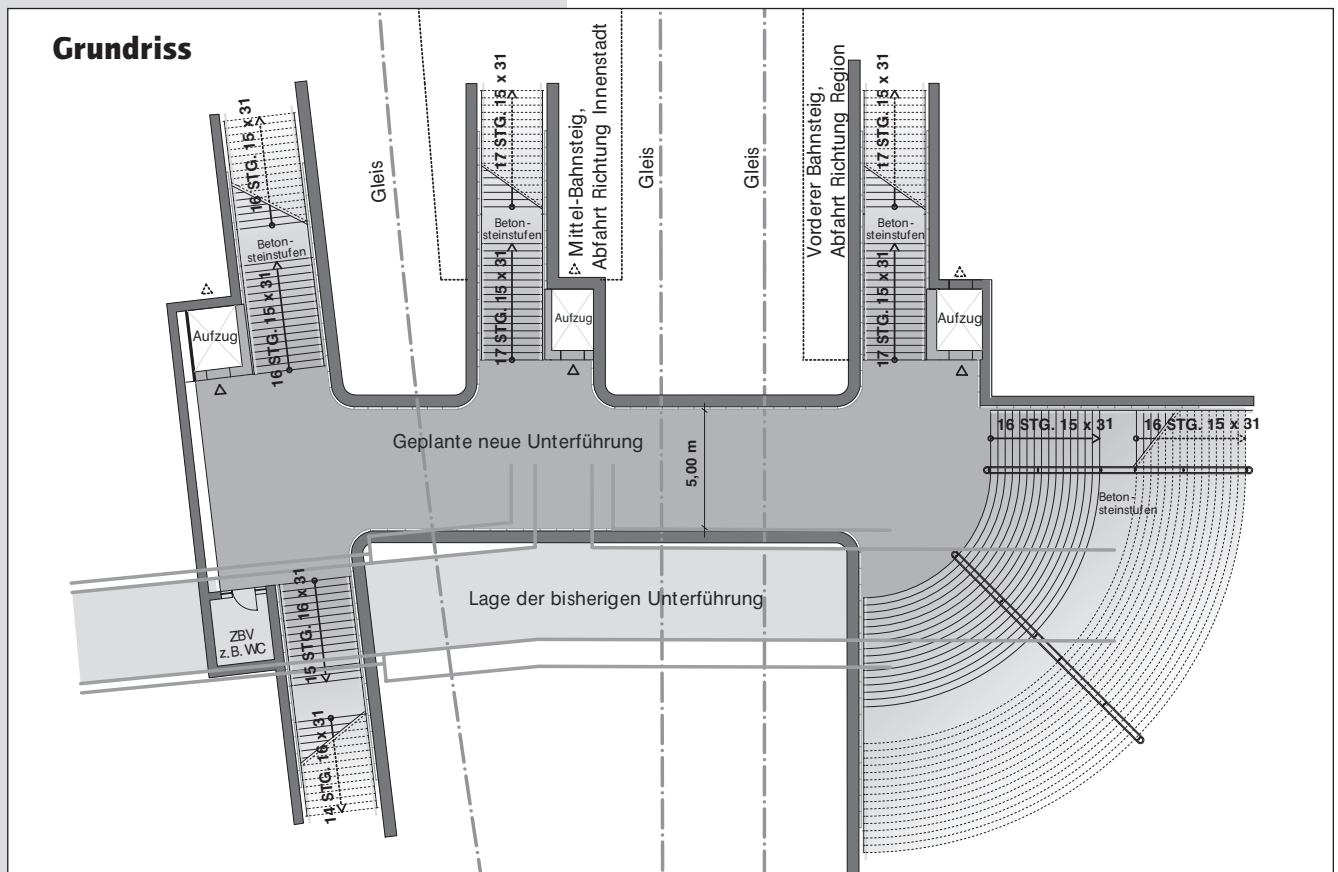 Grundriss
16 STG. 15 x 31
Beton-
steinstufen
16 STG. 15 x 31
Aufzug
Gleis
17 STG. 15 x 31
Beton-
steinstufen
17 STG. 15 x 31
Mittel-Bahnsteig,
Abfahrt Richtung Innenstadt
Aufzug
Gleis
Gleis
Vorderer Bahnsteig,
Abfahrt Richtung Region
17 STG. 15 x 31
Beton-
steinstufen
17 STG. 15 x 31
Aufzug
Geplante neue Unterführung
5,00 m
16 STG. 15 x 31
16 STG. 15 x 31
Beton-
steinstufen
Lage der bisherigen Unterführung
ZBV
z. B. WC
15 STG. 16 x 31
14 STG. 16 x 31